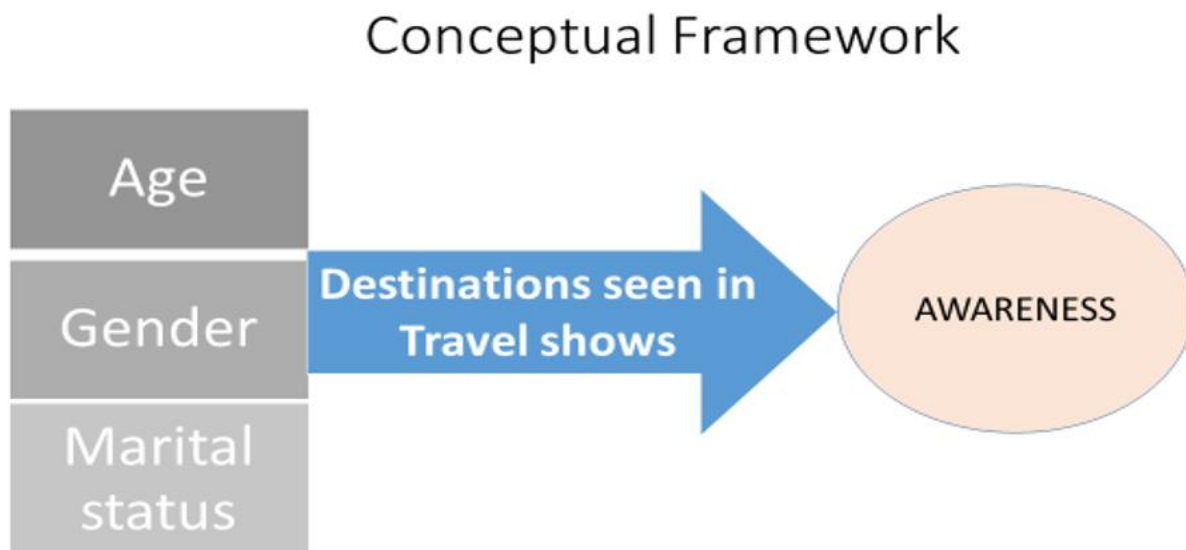 Conceptual Framework
Age
Gender
Marital
status
Destinations seen in
Travel shows
AWARENESS